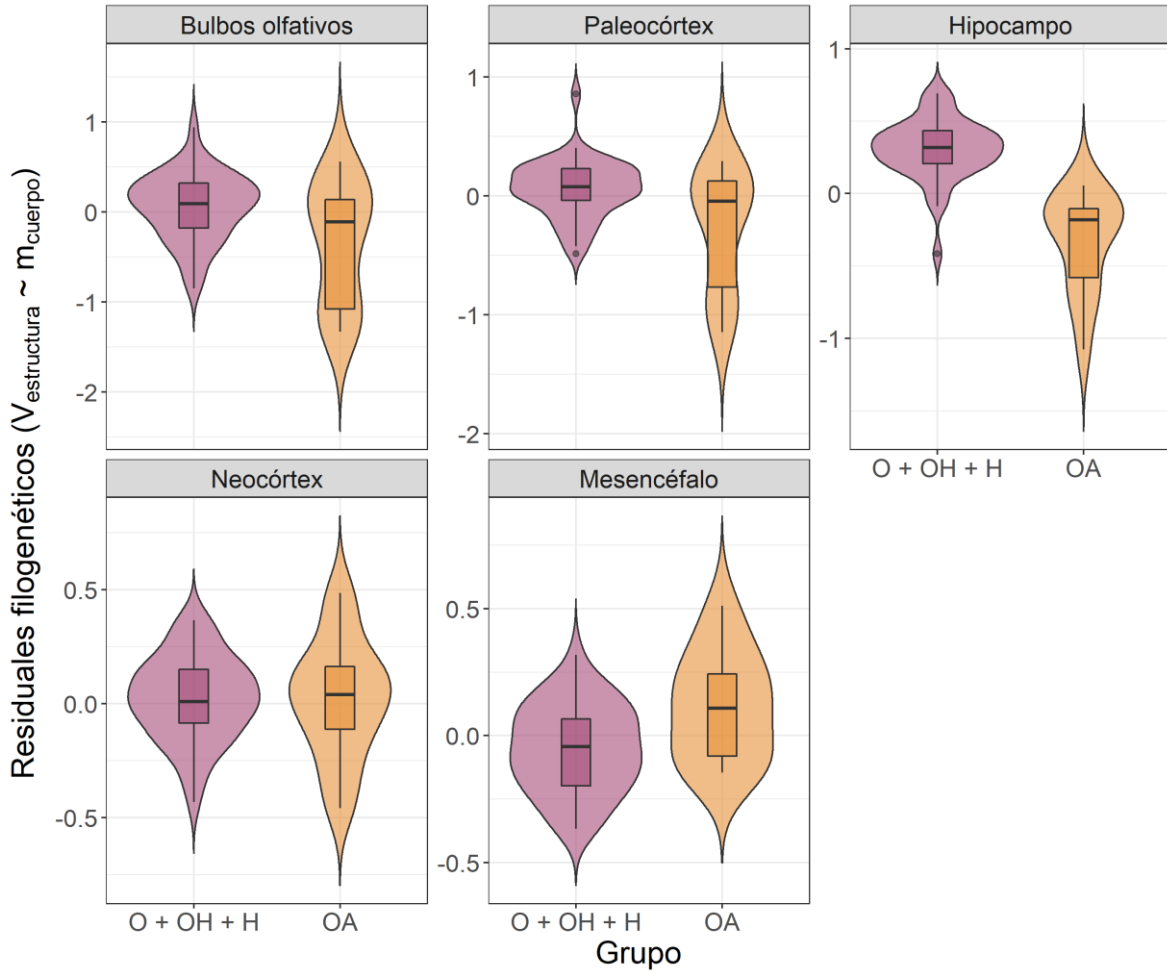 Bulbos olfativos
Paleocórtex
Hipocampo
1
0
-1
-2
1
0
-1
-2
1
0
-1
O + OH + H
OA
Neocórtex
Mesencéfalo
0.5
0.0
-0.5
0.5
0.0
-0.5
O + OH + H
OA
O + OH + H
OA
Residuales filogenéticos (Vestructura ~ mcuerpo)
Grupo